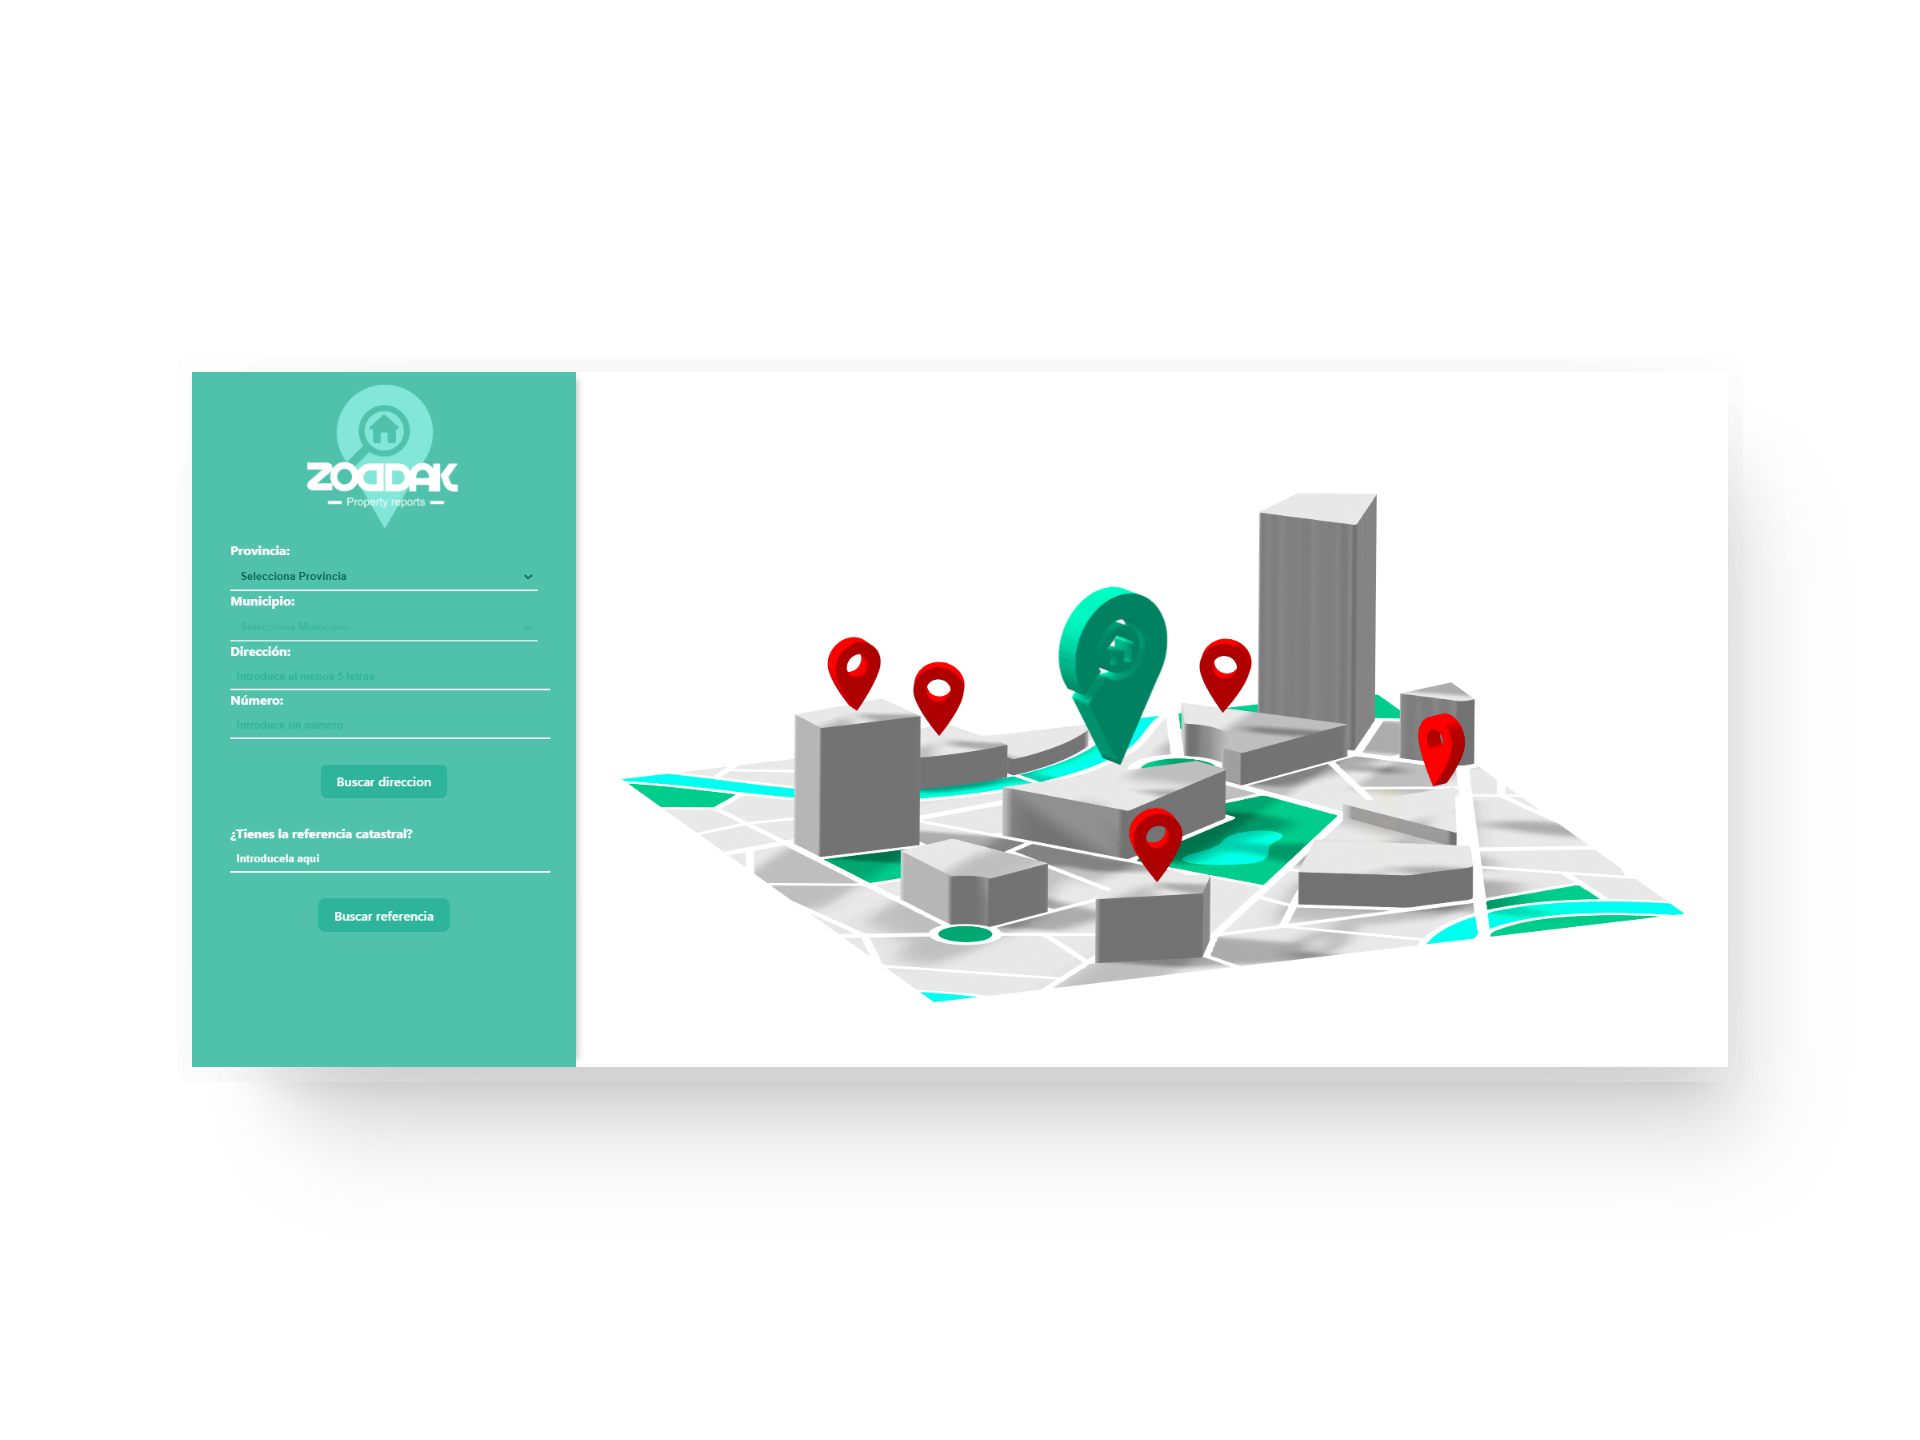 ZODDAK
Property reports
Provincia:
Selecciona Provincia
Municipio:
Selecciona Municipio
Dirección:
Introduce al menos 5 letras
Número:
Introduce un número
Buscar direccion
¿Tienes la referencia catastral?
Introducela aqui
Buscar referencia